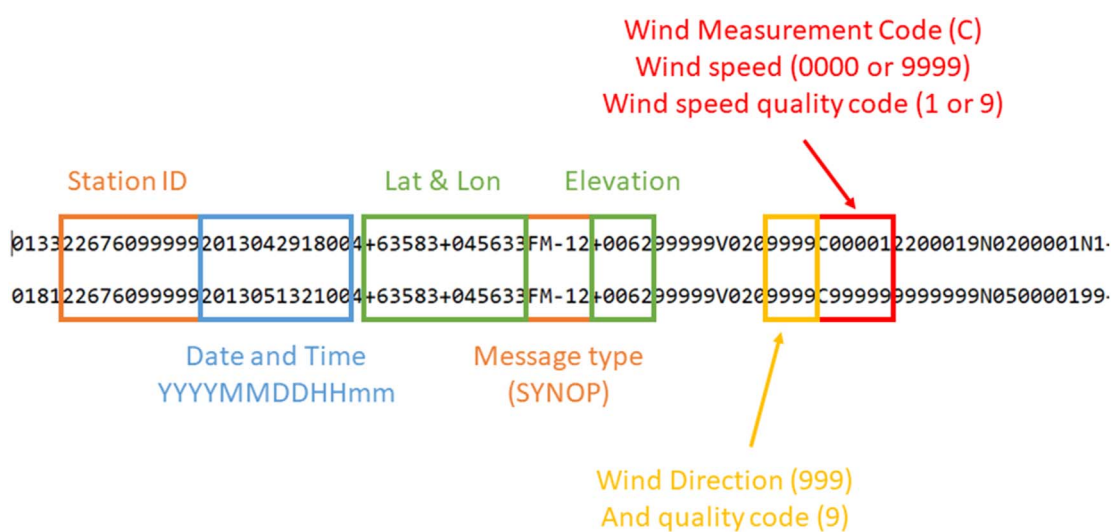 Wind Measurement Code (C)
Wind speed (0000 or 9999)
Wind speed quality code (1 or 9)
Station ID
Lat & Lon
Elevation
0133226760999992013042918004+63583+045633FM-12+006299999V0209999C000012200019N0200001N1-
0181226760999992013051321004+63583+045633FM-12+006299999V0209999C999999999999N050000199-
Date and Time
YYYYMMDDHHmm
Message type
(SYNOP)
Wind Direction (999)
And quality code (9)